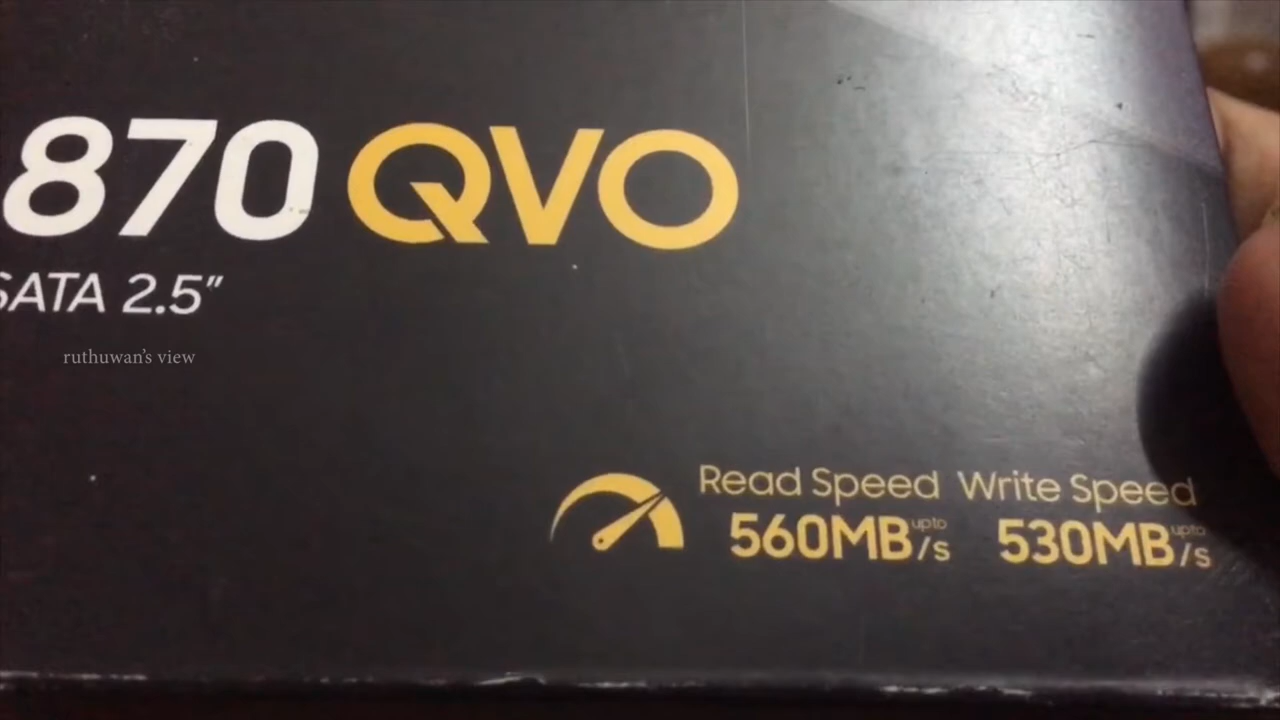 870 QVO
SATA 2.5"
ruthuwan's view
Read Speed Write Speed
560MB upto /s 530MB upto /s